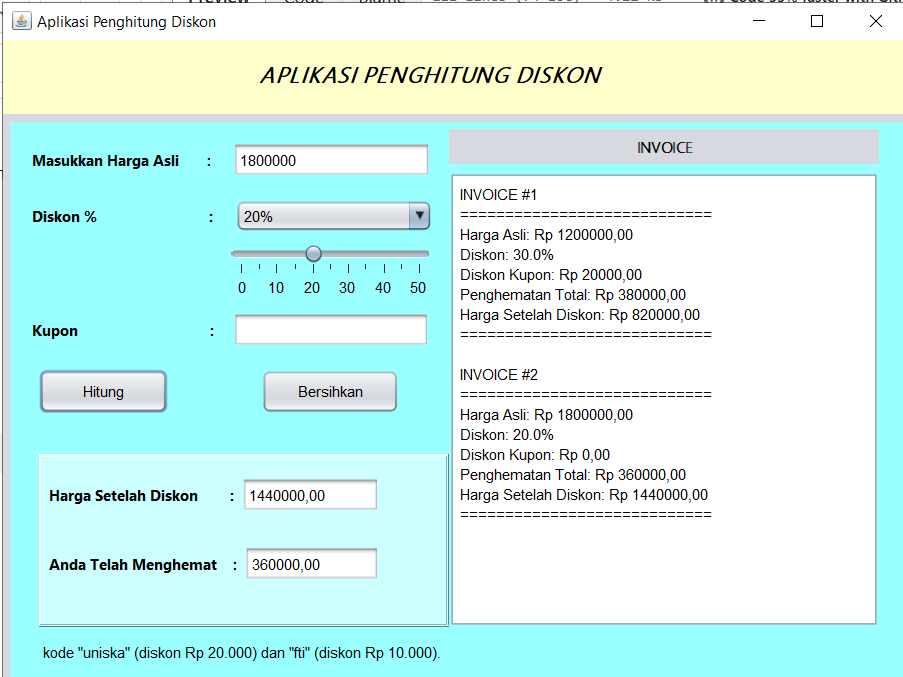 Aplikasi Penghitung Diskon
APLIKASI PENGHITUNG DISKON
Masukkan Harga Asli : 1800000
Diskon % : 20%
0 10 20 30 40 50
Kupon :
Hitung Bersihkan
Harga Setelah Diskon : 1440000,00
Anda Telah Menghemat : 360000,00
kode "uniska" (diskon Rp 20.000) dan "fti" (diskon Rp 10.000).
INVOICE
INVOICE #1
============================
Harga Asli: Rp 1200000,00
Diskon: 30.0%
Diskon Kupon: Rp 20000,00
Penghematan Total: Rp 380000,00
Harga Setelah Diskon: Rp 820000,00
============================
INVOICE #2
============================
Harga Asli: Rp 1800000,00
Diskon: 20.0%
Diskon Kupon: Rp 0,00
Penghematan Total: Rp 360000,00
Harga Setelah Diskon: Rp 1440000,00
============================